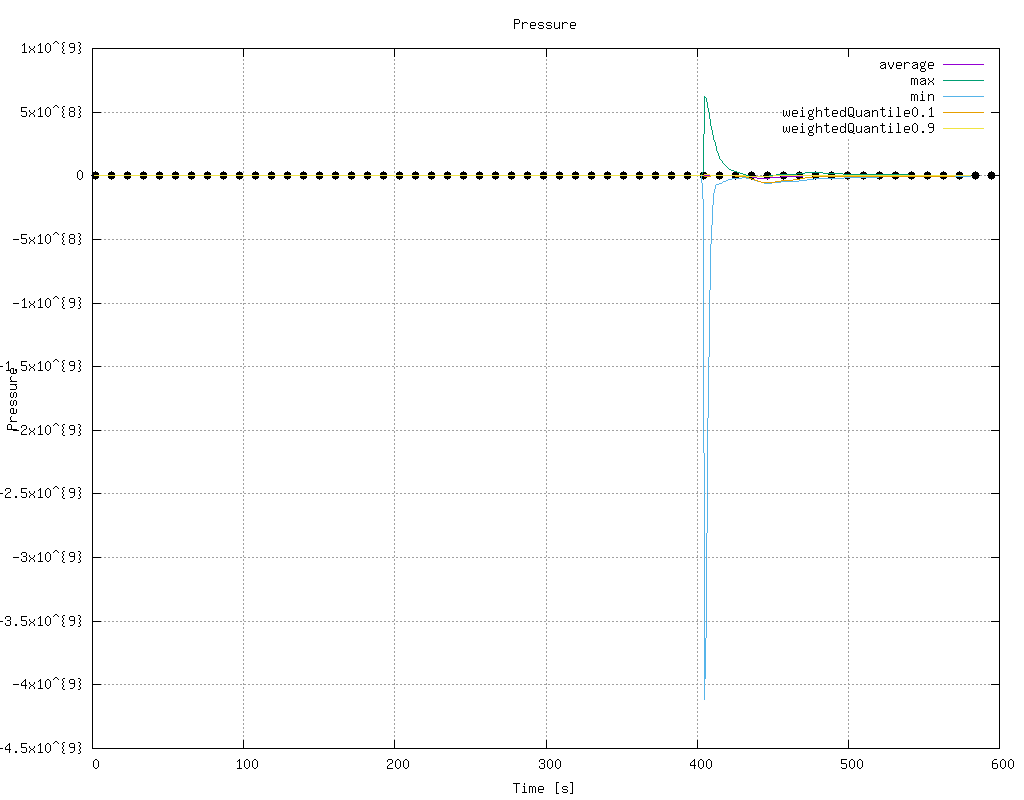 Pressure
1x10^{9}
5x10^{8}
0
-5x10^{8}
-1x10^{9}
-1.5x10^{9}
-2x10^{9}
-2.5x10^{9}
-3x10^{9}
-3.5x10^{9}
-4x10^{9}
-4.5x10^{9}
Pressure
average
max
min
weightedQuantile0.1
weightedQuantile0.9
0 100 200 300 400 500 600
Time [s]